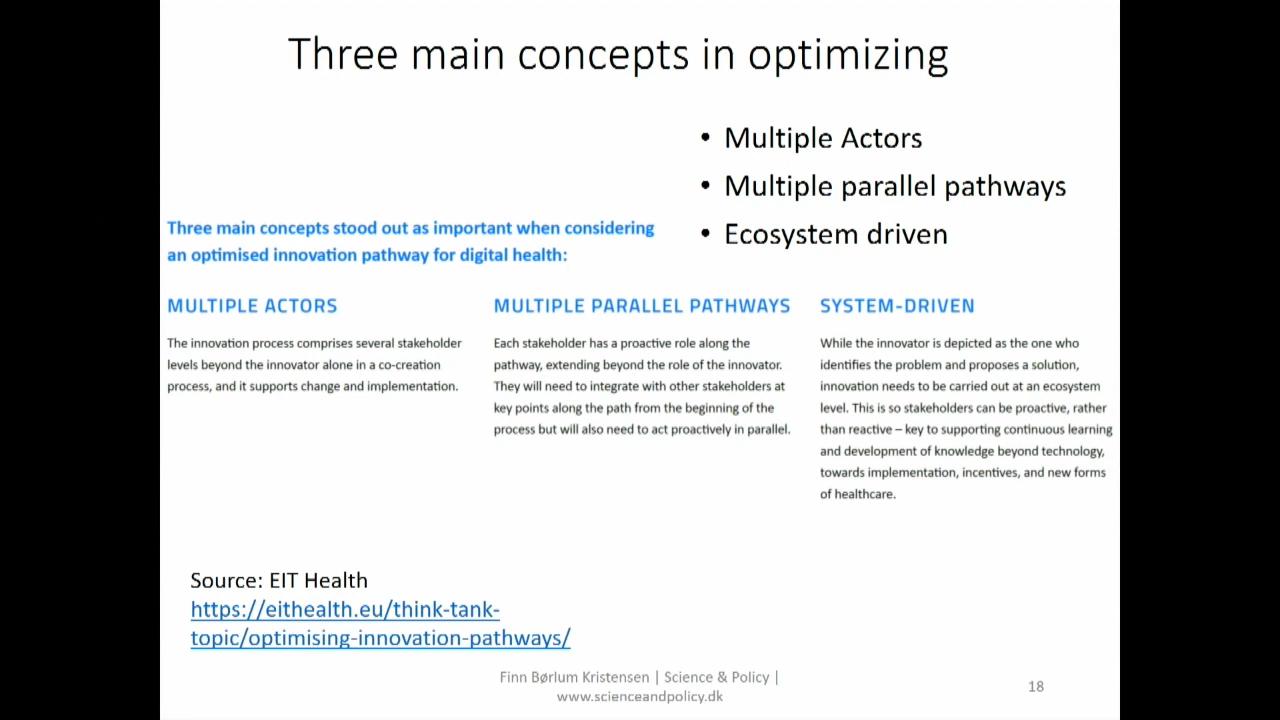 Three main concepts in optimizing
• Multiple Actors
• Multiple parallel pathways
• Ecosystem driven
Three main concepts stood out as important when considering
an optimised innovation pathway for digital health:
MULTIPLE ACTORS
The innovation process comprises several stakeholder
levels beyond the innovator alone in a co-creation
process, and it supports change and implementation.
MULTIPLE PARALLEL PATHWAYS
Each stakeholder has a proactive role along the
pathway, extending beyond the role of the innovator.
They will need to integrate with other stakeholders at
key points along the path from the beginning of the
process but will also need to act proactively in parallel.
SYSTEM-DRIVEN
While the innovator is depicted as the one who
identifies the problem and proposes a solution,
innovation needs to be carried out at an ecosystem
level. This is so stakeholders can be proactive, rather
than reactive – key to supporting continuous learning
and development of knowledge beyond technology,
towards implementation, incentives, and new forms
of healthcare.
Source: EIT Health
https://eithealth.eu/think-tank-
topic/optimising-innovation-pathways/
Finn Børlum Kristensen | Science & Policy |
www.scienceandpolicy.dk
18